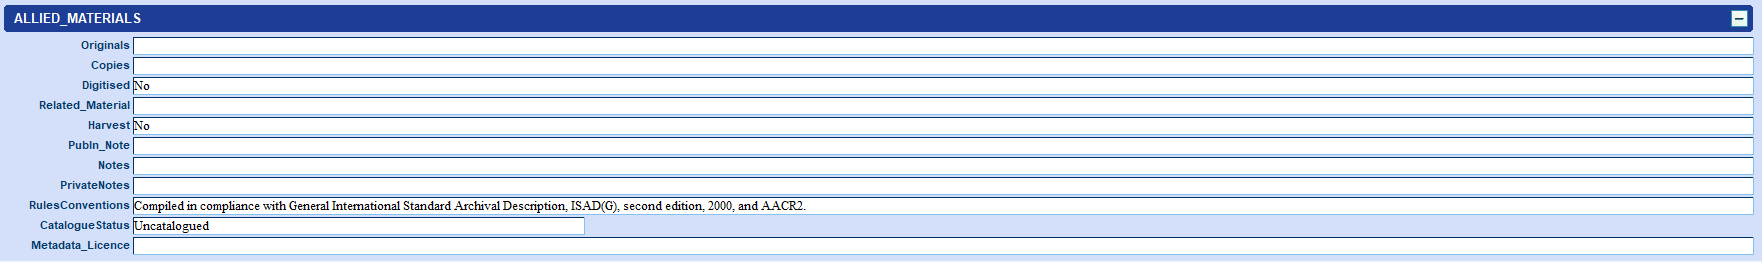 ALLIED_MATERIALS
Originals
Copies
Digitised No
Related_Material
Harvest No
Publn_Note
Notes
PrivateNotes
RulesConventions Compiled in compliance with General International Standard Archival Description, ISAD(G), second edition, 2000, and AACR2.
CatalogueStatus Uncatalogued
Metadata_Licence